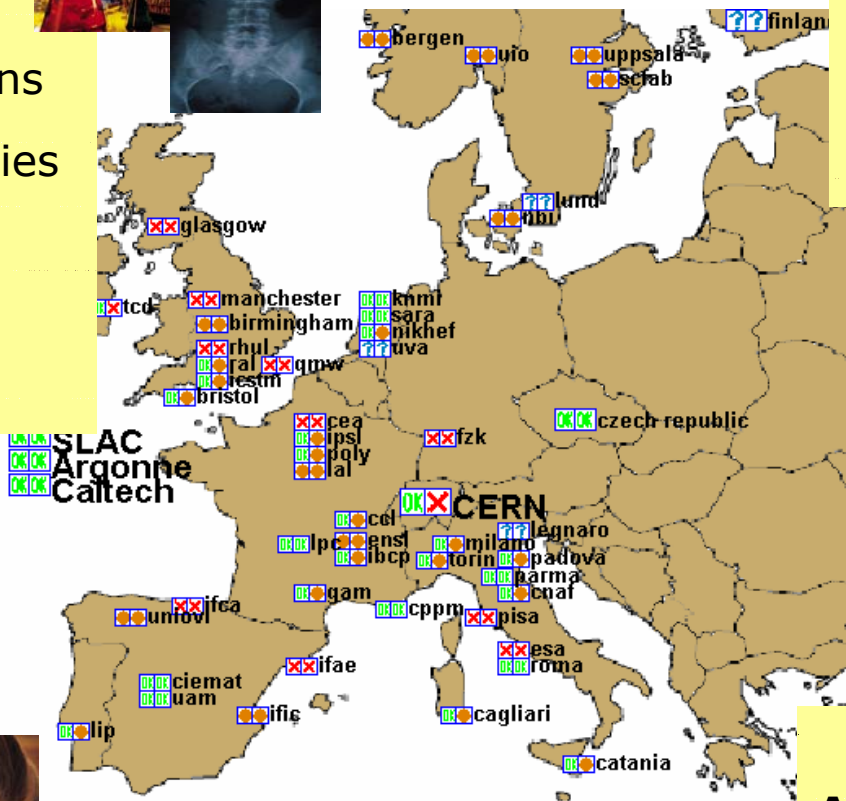 bergen
finlan
uio
uppsala
scfab
ns
ies
lund
nbi
glasgow
tcd
manchester
birmingham
rhul
ral
qmw
icstm
bristol
knmi
sara
nikhef
uva
cea
ipsl
poly
lal
fzk
czech republic
SLAC
Argonne
Caltech
CERN
ccl
ensl
lpc
ibcp
legnaro
milano
padova
torin
parma
cnaf
gam
cppm
pisa
ifca
uniovi
esa
roma
ifae
ciemat
uam
ific
cagliari
lip
catania